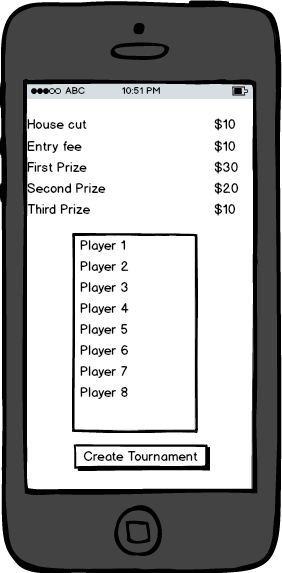 ABC 10:51 PM
House cut $10
Entry fee $10
First Prize $30
Second Prize $20
Third Prize $10
Player 1
Player 2
Player 3
Player 4
Player 5
Player 6
Player 7
Player 8
Create Tournament